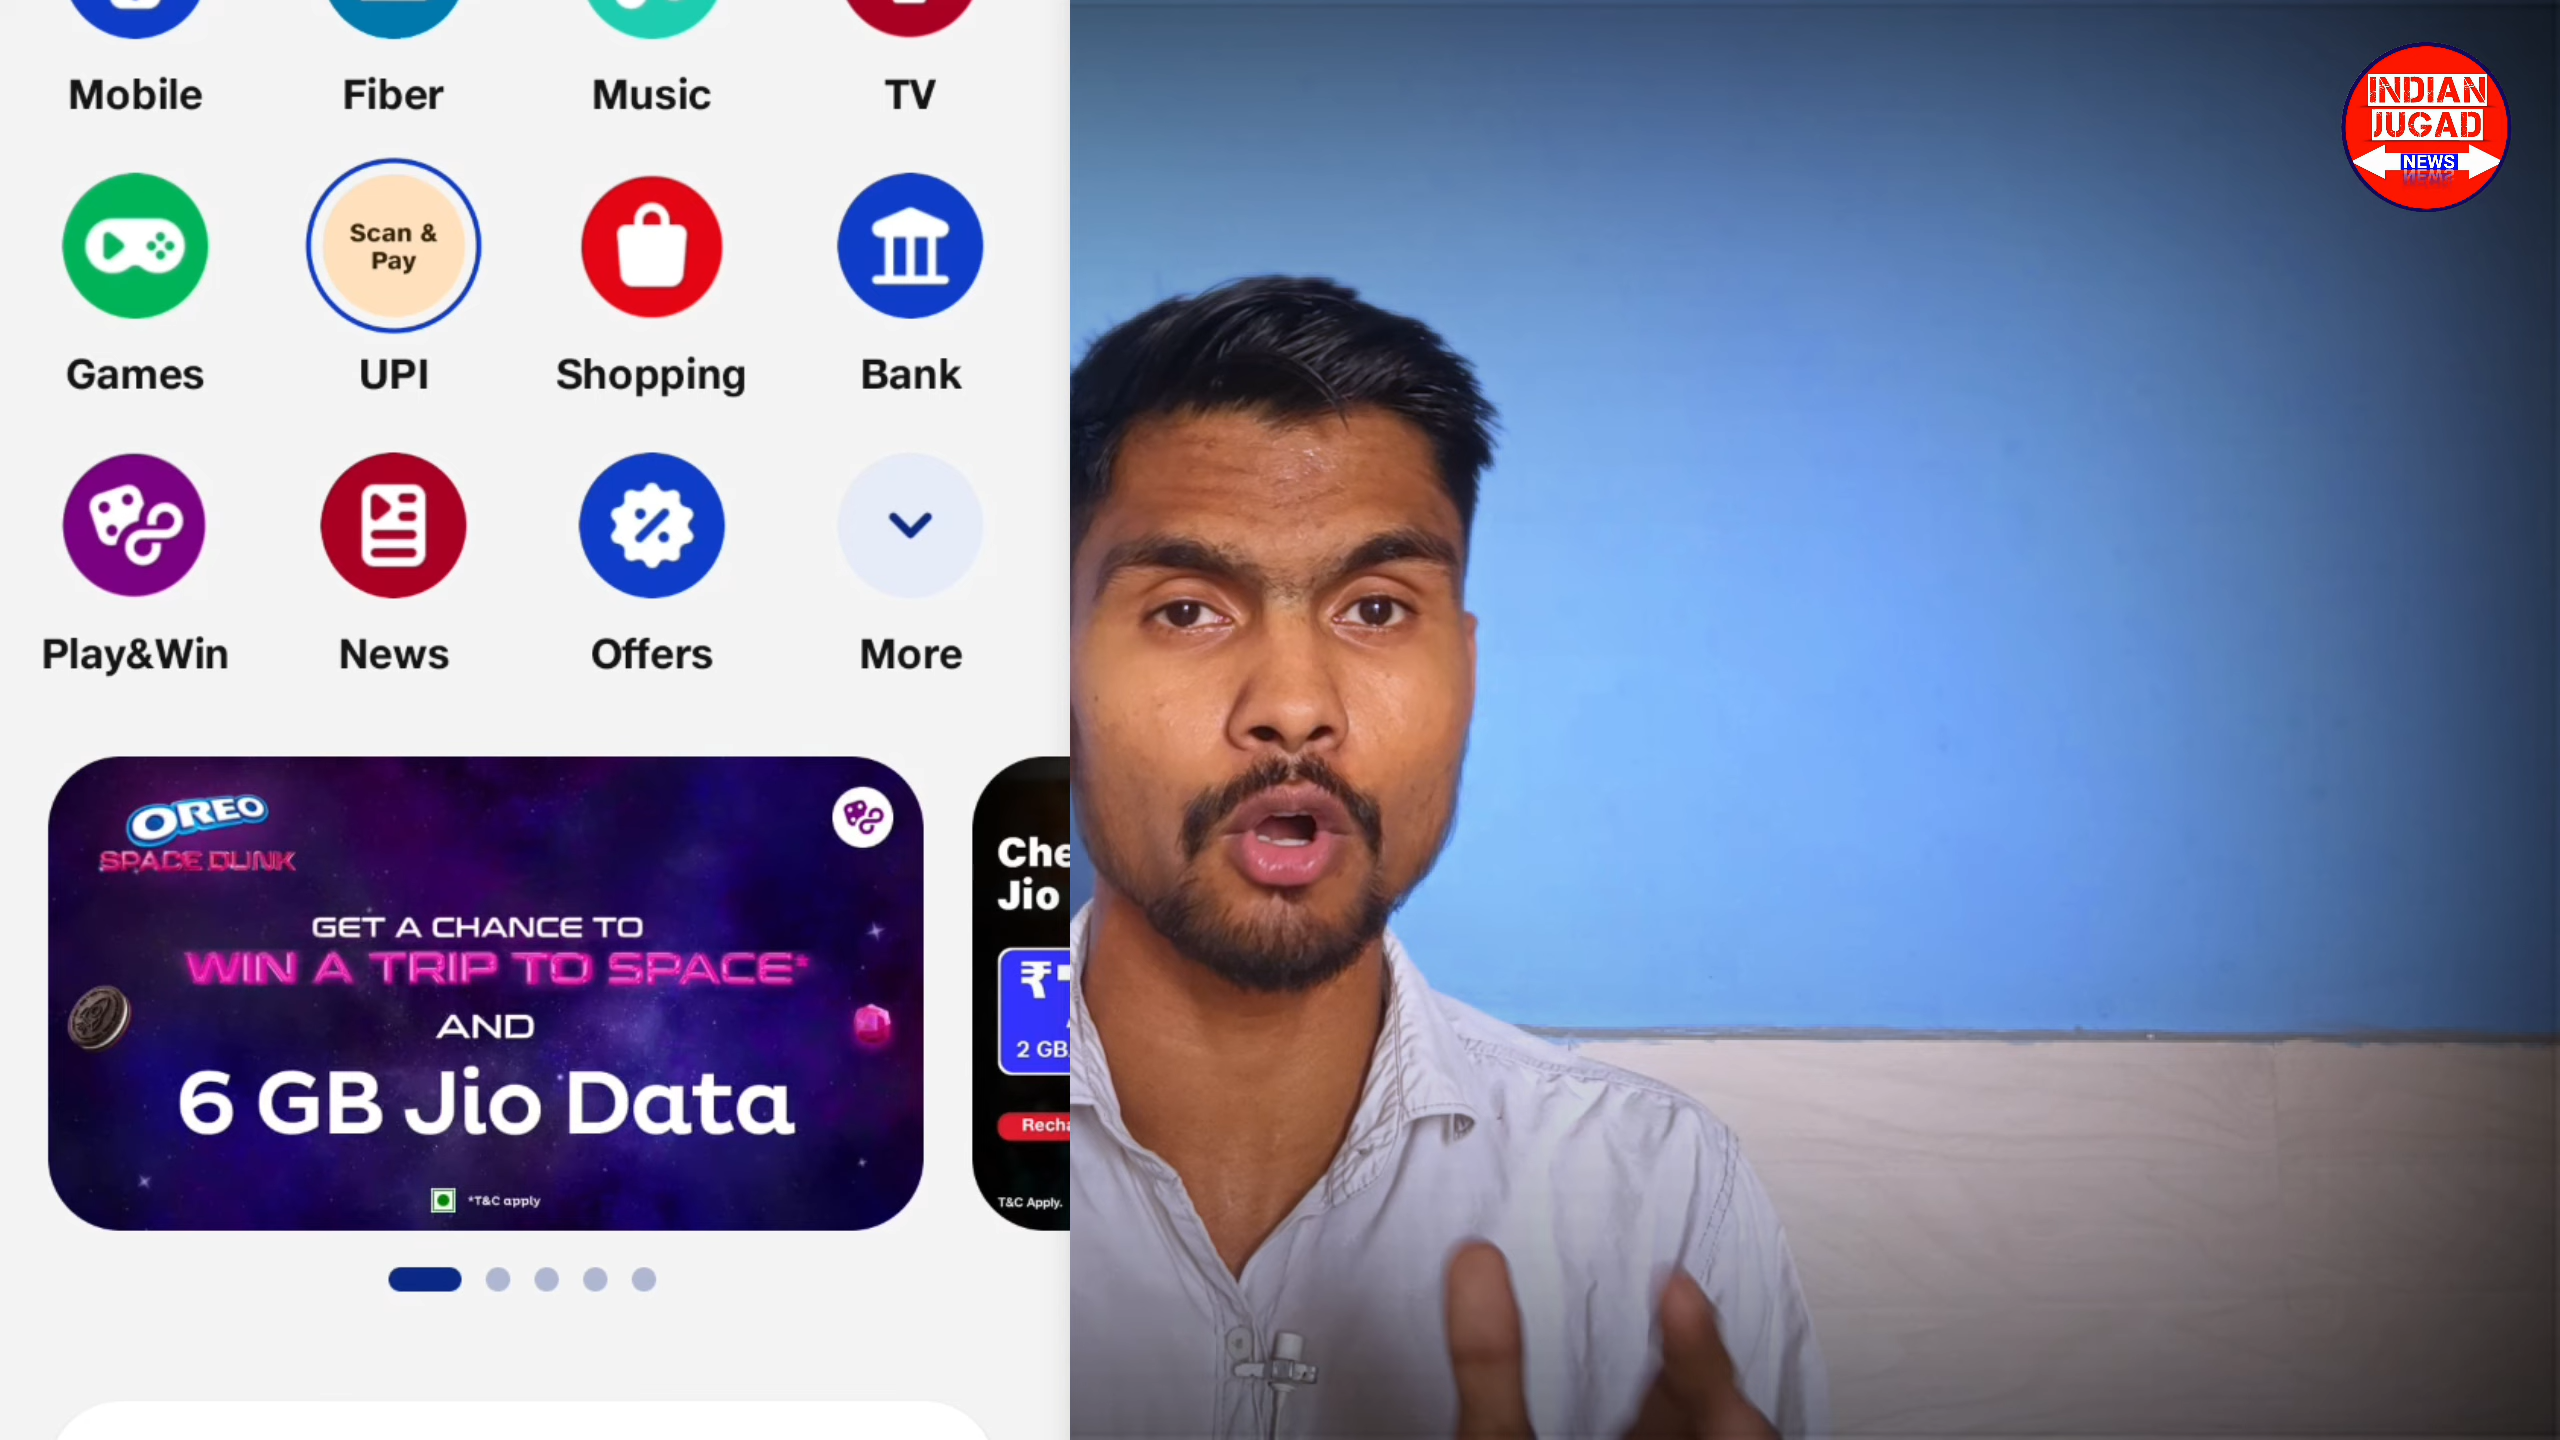 Mobile
Fiber
Music
TV
Scan &
Pay
Games
UPI
Shopping
Bank
Play&Win
News
Offers
More
OREO
SPACE DUNK
GET A CHANCE TO
WIN A TRIP TO SPACE*
AND
6 GB Jio Data
*T&C apply
Jio
₹
2 GB
T&C Apply.
INDIAN
JUGAD
NEWS